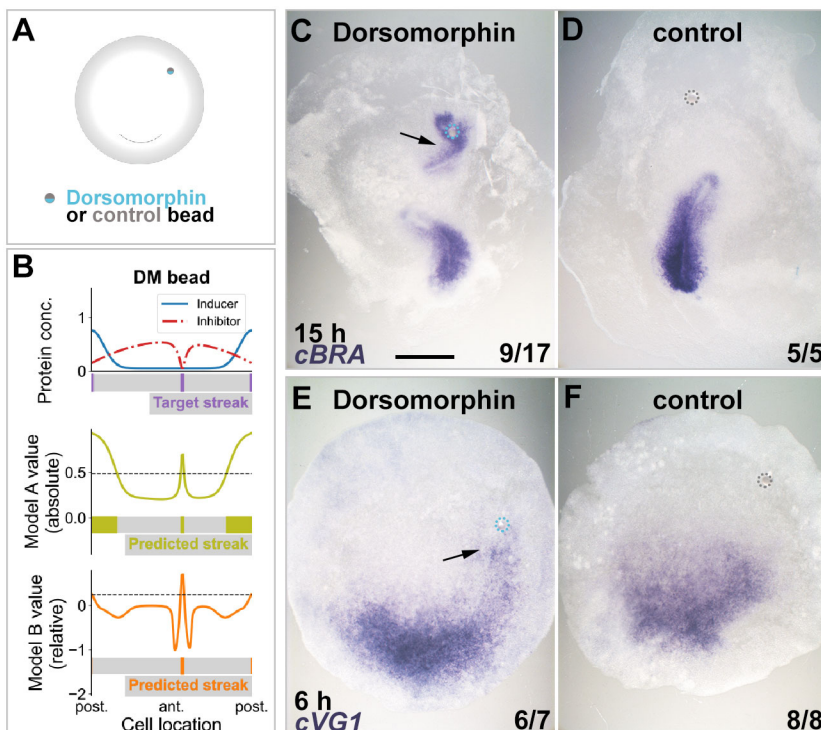 A
Dorsomorphin
or control bead
B
DM bead
Protein conc.
1
0
Inducer
Inhibitor
Target streak
Model A value
(absolute)
0.5
0.0
Predicted streak
Model B value
(relative)
0
−1
−2
Predicted streak
post. ant. post.
Cell location
C Dorsomorphin
15 h
cBRA
9/17
D control
5/5
E Dorsomorphin
6 h
cVG1
6/7
F control
8/8